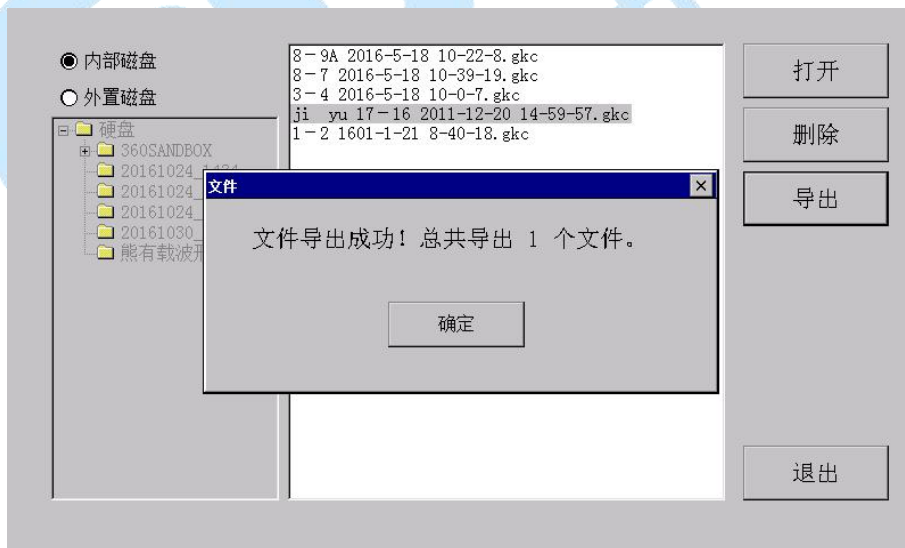 内部磁盘
外置磁盘
硬盘
360SANDBOX
20161024_
20161024_
20161024_
20161030_
熊有载波形
8-9A 2016-5-18 10-22-8.gkc
8-7 2016-5-18 10-39-19.gkc
3-4 2016-5-18 10-0-7.gkc
ji yu 17-16 2011-12-20 14-59-57.gkc
1-2 1601-1-21 8-40-18.gkc
文件
文件导出成功! 总共导出 1 个文件。
确定
打开
删除
导出
退出